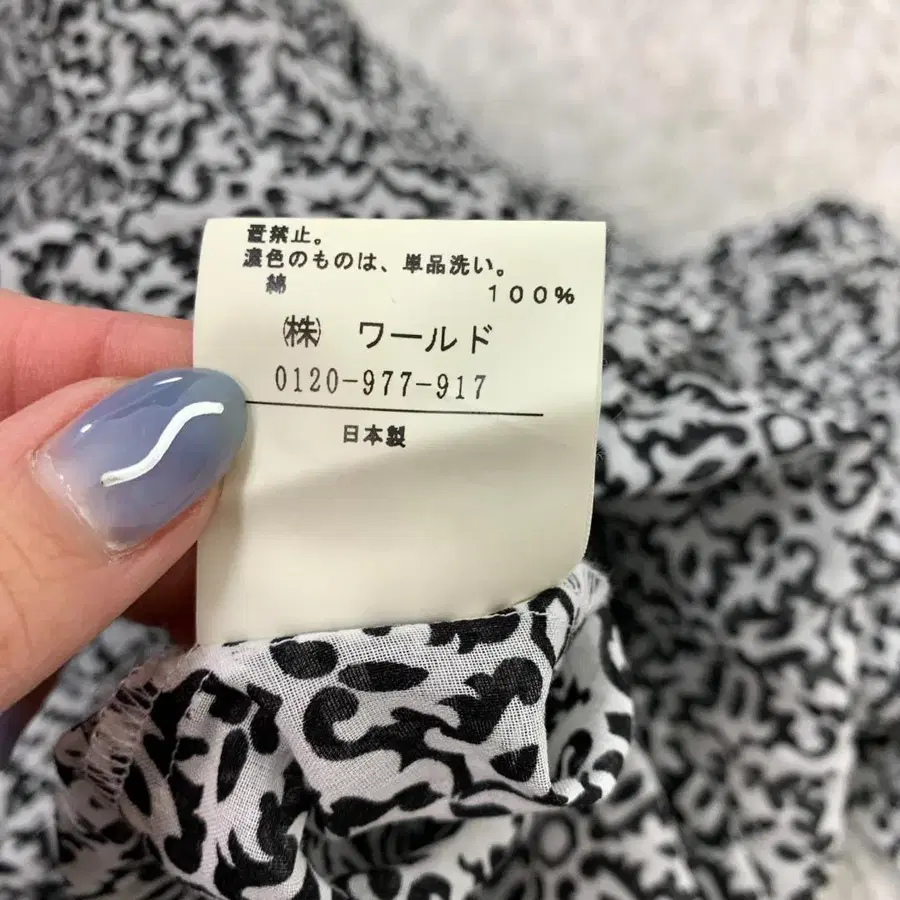 置禁止。
濃色のものは、単品洗い。
綿 100%
㈱ ワールド
0120-977-917
日本製